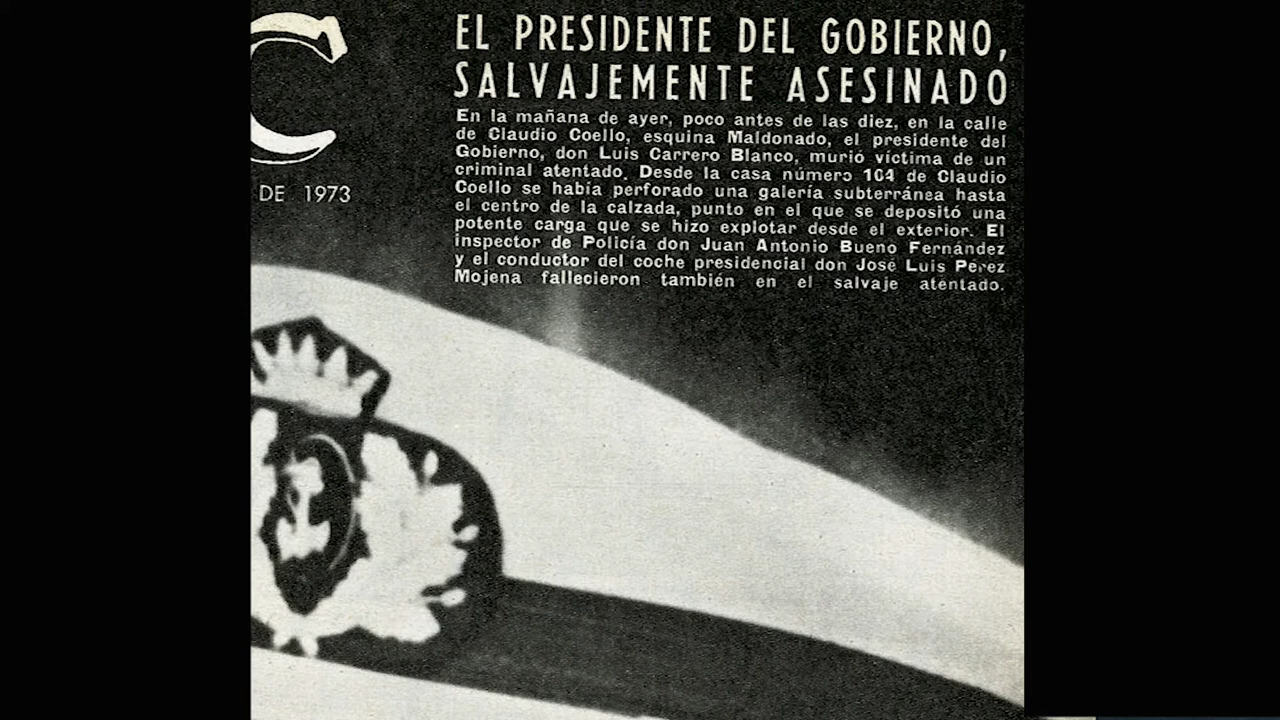 C
DE 1973
EL PRESIDENTE DEL GOBIERNO,
SALVAJEMENTE ASESINADO
En la mañana de ayer, poco antes de las diez, en la calle
de Claudio Coello, esquina Maldonado, el presidente del
Gobierno, don Luis Carrero Blanco, murió víctima de un
criminal atentado. Desde la casa número 104 de Claudio
Coello se había perforado una galería subterránea hasta
el centro de la calzada, punto en el que se depositó una
potente carga que se hizo explotar desde el exterior. El
inspector de Policía don Juan Antonio Bueno Fernández
y el conductor del coche presidencial don José Luis Pérez
Mojena fallecieron también en el salvaje atentado.